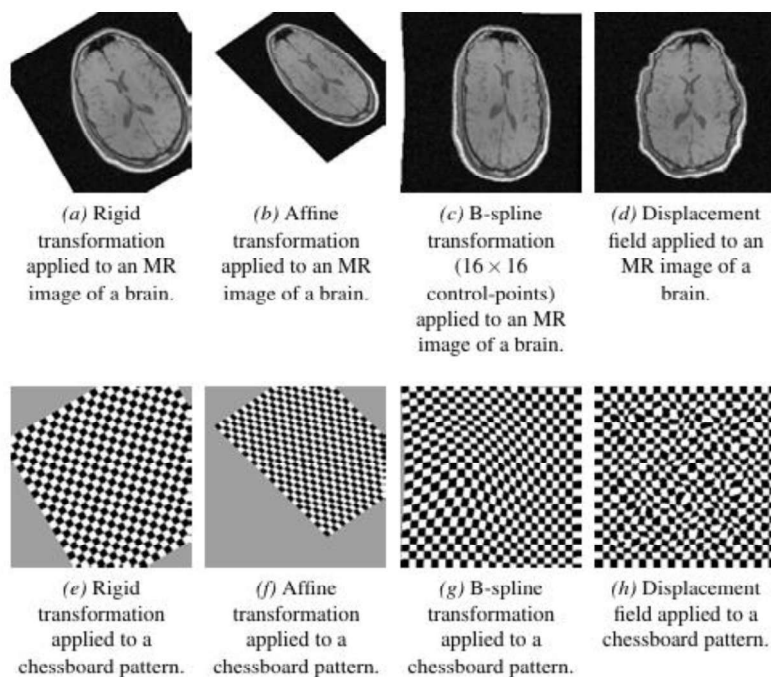 (a) Rigid
transformation
applied to an MR
image of a brain.
(b) Affine
transformation
applied to an MR
image of a brain.
(c) B-spline
transformation
(16 × 16
control-points)
applied to an MR
image of a brain.
(d) Displacement
field applied to an
MR image of a
brain.
(e) Rigid
transformation
applied to a
chessboard pattern.
(f) Affine
transformation
applied to a
chessboard pattern.
(g) B-spline
transformation
applied to a
chessboard pattern.
(h) Displacement
field applied to a
chessboard pattern.